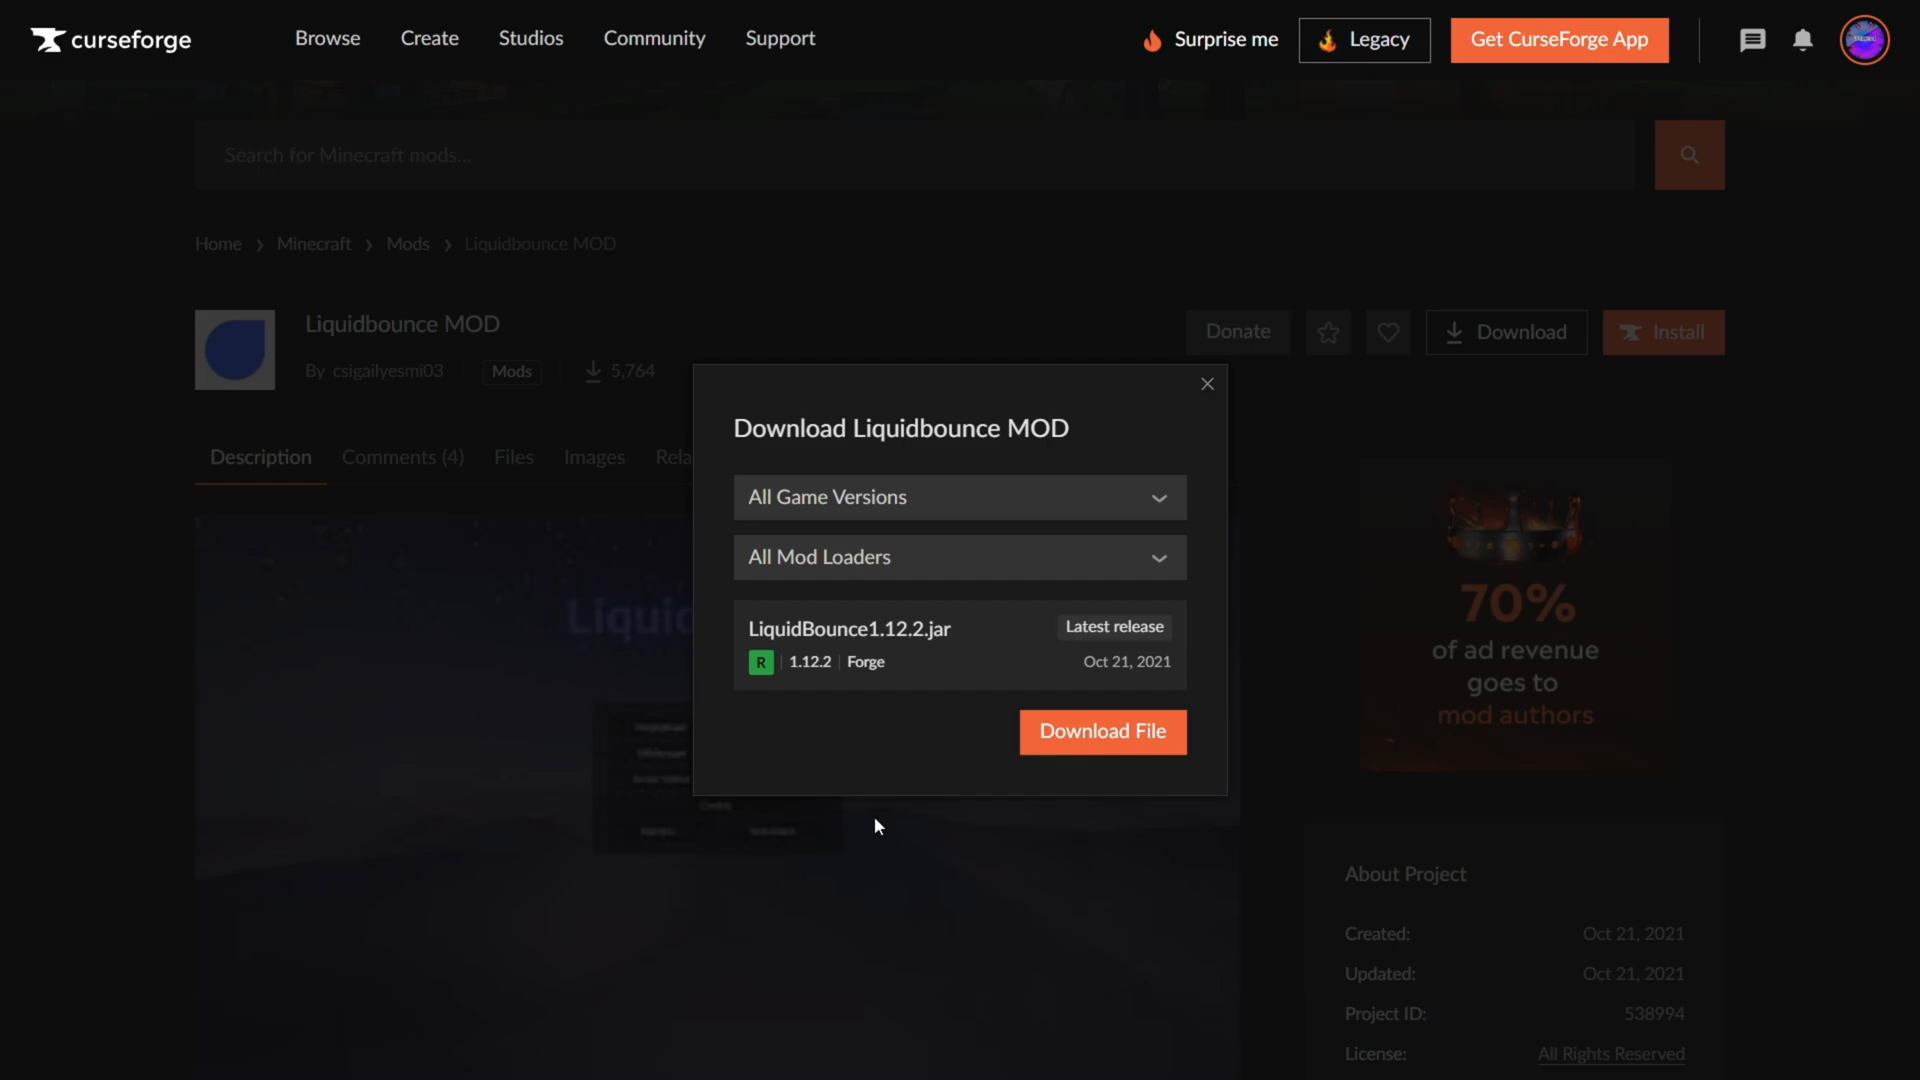 curseforge
Browse Create Studios Community Support
Surprise me Legacy Get CurseForge App
Search for Minecraft mods...
Home > Minecraft > Mods > Liquidbounce MOD
Liquidbounce MOD
By csigailyesmi03 Mods 5,764
Donate Download Install
Description Comments (4) Files Images Rela
Download Liquidbounce MOD
All Game Versions
All Mod Loaders
LiquidBounce1.12.2.jar Latest release
R 1.12.2 Forge Oct 21, 2021
Download File
Liquid
Credits
70%
of ad revenue
goes to
mod authors
About Project
Created: Oct 21, 2021
Updated: Oct 21, 2021
Project ID: 538994
License: All Rights Reserved